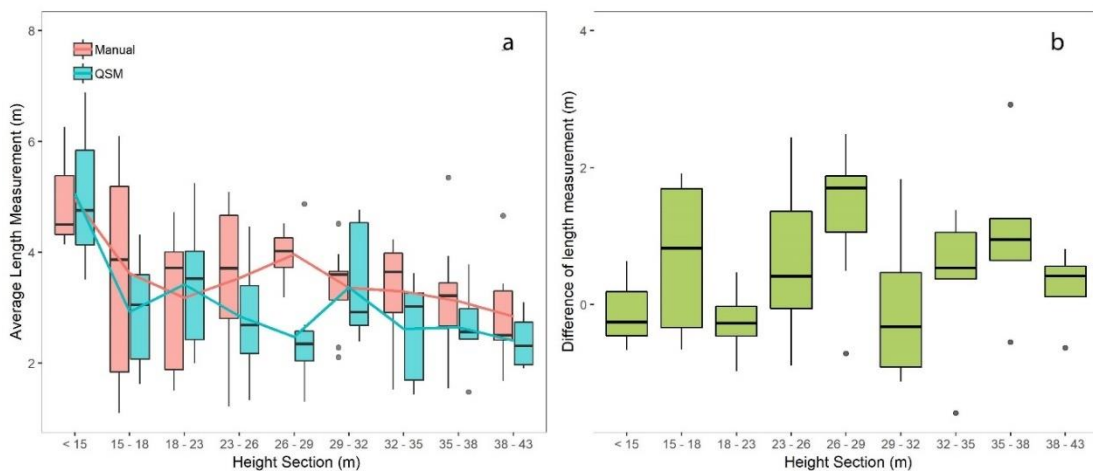 a
Manual
QSM
8
6
4
2
Average Length Measurement (m)
< 15 15 - 18 18 - 23 23 - 26 26 - 29 29 - 32 32 - 35 35 - 38 38 - 43
Height Section (m)
b
4
2
0
Difference of length measurement (m)
< 15 15 - 18 18 - 23 23 - 26 26 - 29 29 - 32 32 - 35 35 - 38 38 - 43
Height Section (m)